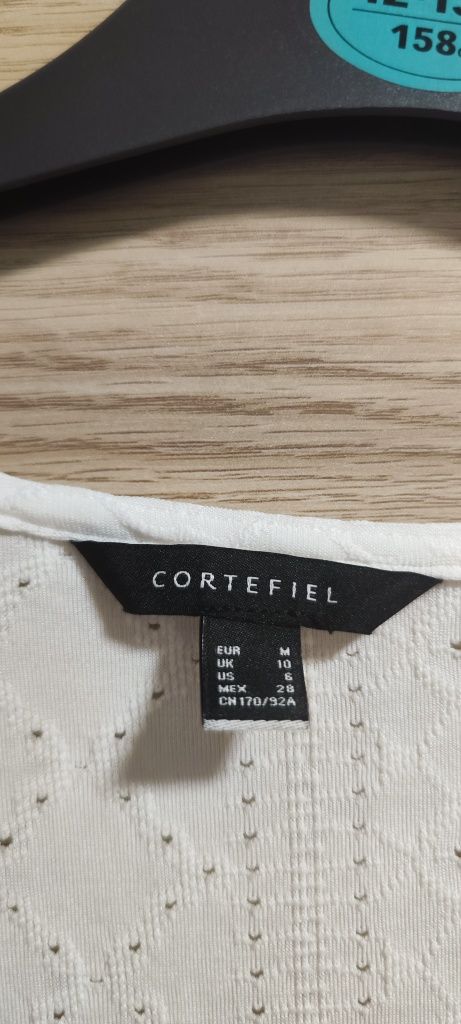 158
CORTEFIEL
EUR M
UK 10
US 6
MEX 28
CN 170/92A